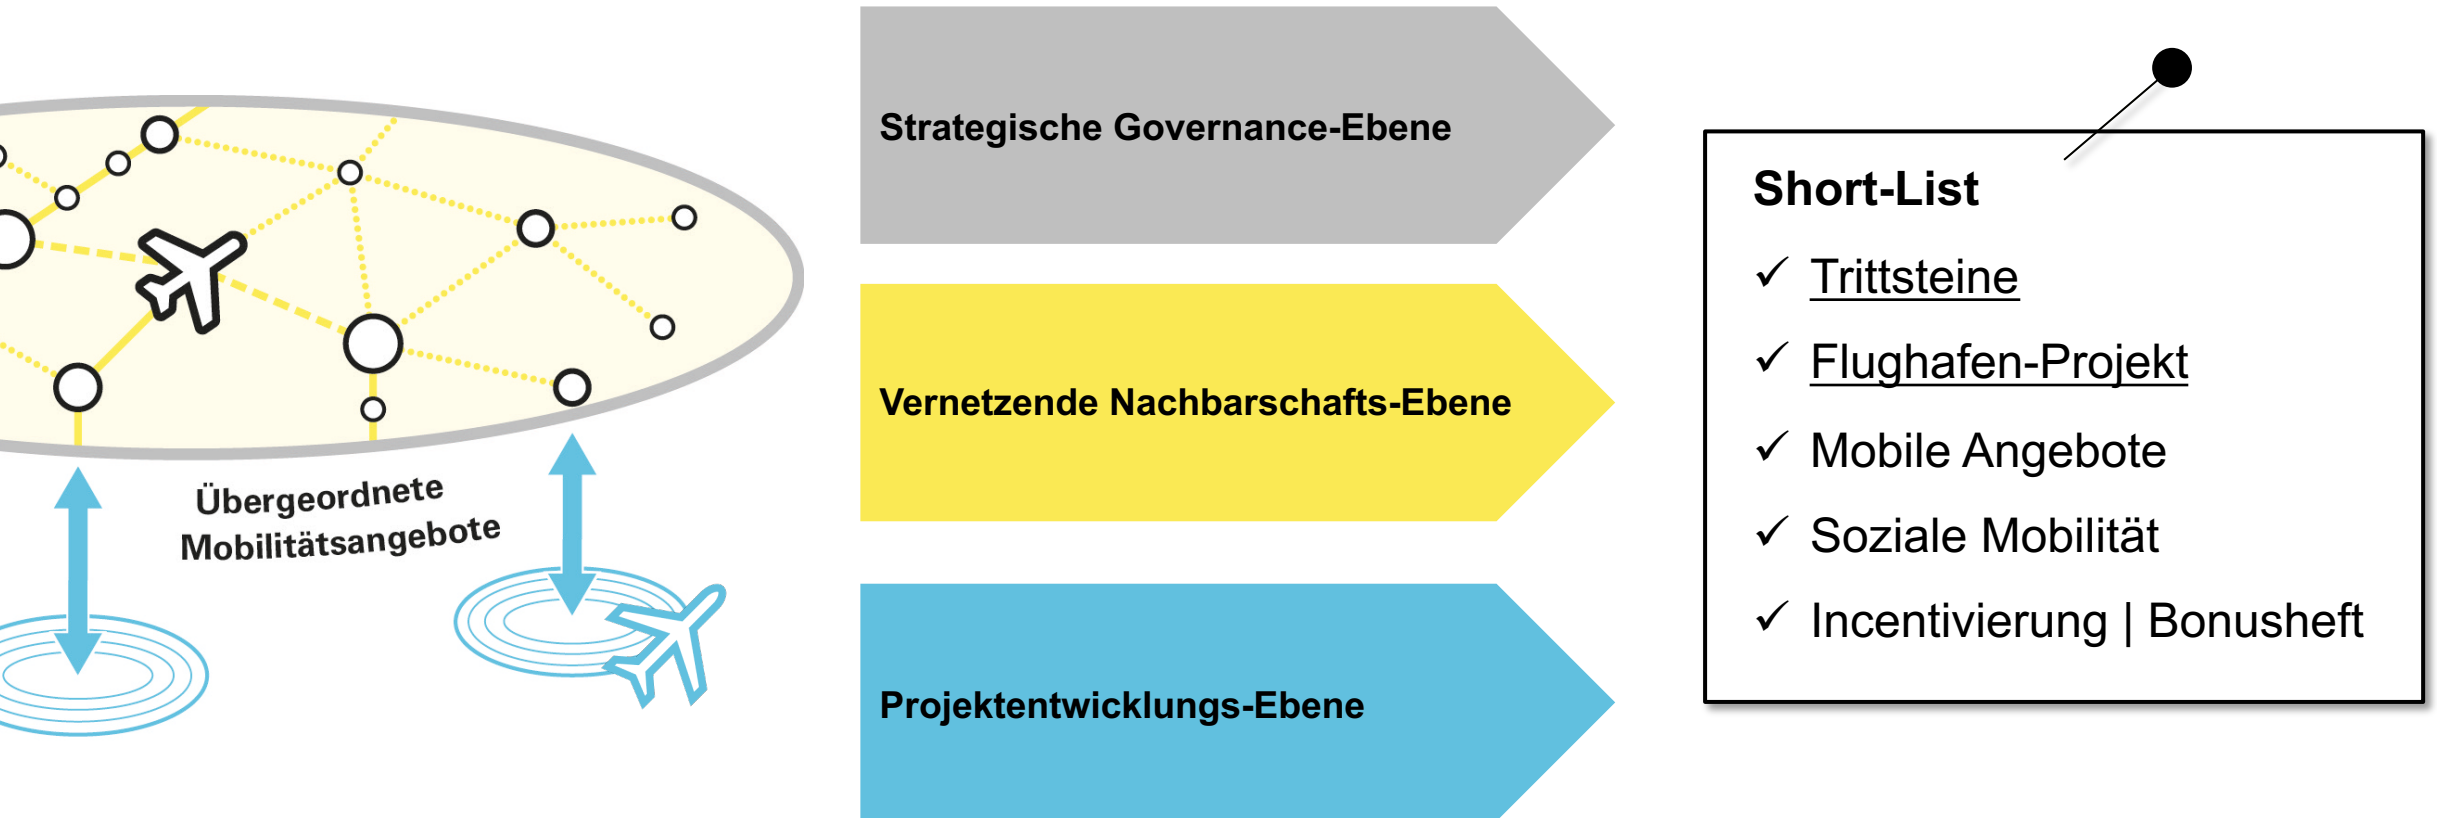 Übergeordnete
Mobilitätsangebote
Strategische Governance-Ebene
Vernetzende Nachbarschafts-Ebene
Projektentwicklungs-Ebene
Short-List
✓ Trittsteine
✓ Flughafen-Projekt
✓ Mobile Angebote
✓ Soziale Mobilität
✓ Incentivierung | Bonusheft